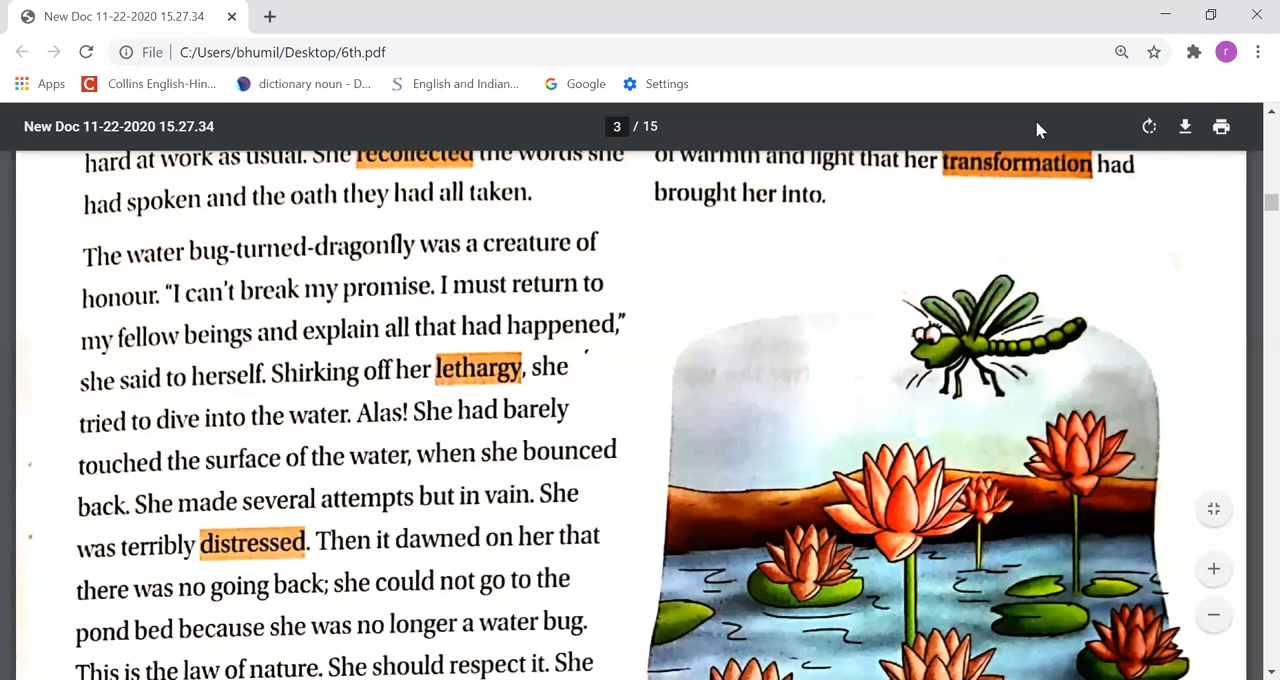 New Doc 11-22-2020 15.27.34
File
C:/Users/bhumil/Desktop/6th.pdf
r
Apps
Collins English-Hin...
dictionary noun - D...
English and Indian...
Google
Settings
New Doc 11-22-2020 15.27.34
3 / 15
hard at work as usual. She recollected the words she
had spoken and the oath they had all taken.
The water bug-turned-dragonfly was a creature of
honour. “I can’t break my promise. I must return to
my fellow beings and explain all that had happened,”
she said to herself. Shirking off her lethargy, she
tried to dive into the water. Alas! She had barely
touched the surface of the water, when she bounced
back. She made several attempts but in vain. She
was terribly distressed. Then it dawned on her that
there was no going back; she could not go to the
pond bed because she was no longer a water bug.
This is the law of nature. She should respect it. She
of warmth and light that her transformation had
brought her into.